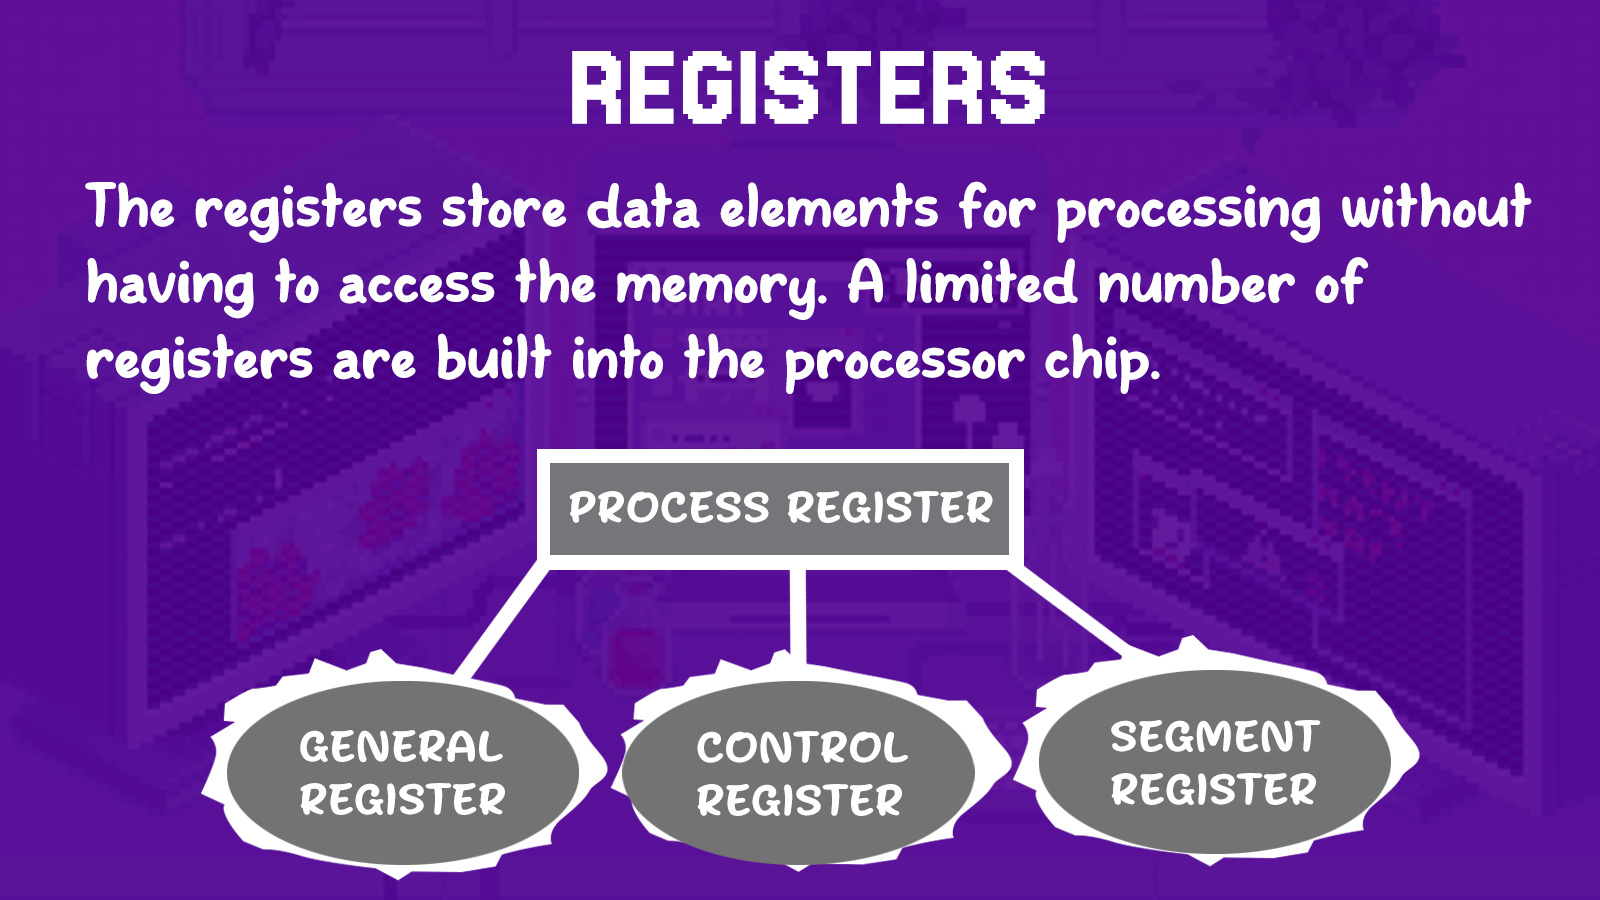 REGISTERS
The registers store data elements for processing without
having to access the memory. A limited number of
registers are built into the processor chip.
PROCESS REGISTER
GENERAL
REGISTER
CONTROL
REGISTER
SEGMENT
REGISTER